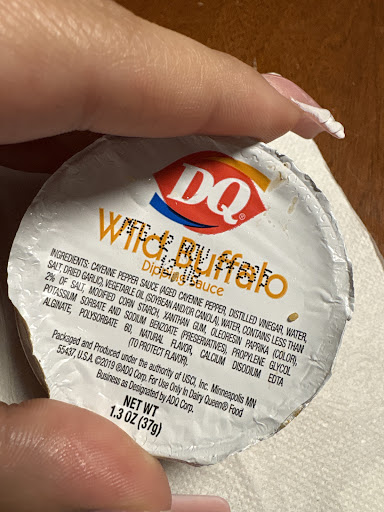 DQ®
Wild Buffalo
Dipping Sauce
INGREDIENTS: CAYENNE PEPPER SAUCE (AGED CAYENNE PEPPER, DISTILLED VINEGAR, WATER,
SALT, DRIED GARLIC), VEGETABLE OIL (SOYBEAN AND/OR CANOLA), WATER, CONTAINS LESS THAN
2% OF SALT, MODIFIED CORN STARCH, XANTHAN GUM, OLEORESIN PAPRIKA (COLOR),
POTASSIUM SORBATE AND SODIUM BENZOATE (PRESERVATIVES), PROPYLENE GLYCOL
ALGINATE, POLYSORBATE 60, NATURAL FLAVOR, CALCIUM DISODIUM EDTA
(TO PROTECT FLAVOR).
Packaged and Produced under the authority of USCI, Inc. Minneapolis MN
55437, U.S.A. ©2019 ®ADQ Corp. For Use Only in Dairy Queen® Food
Business as Designated by ADQ Corp.
NET WT
1.3 OZ (37g)